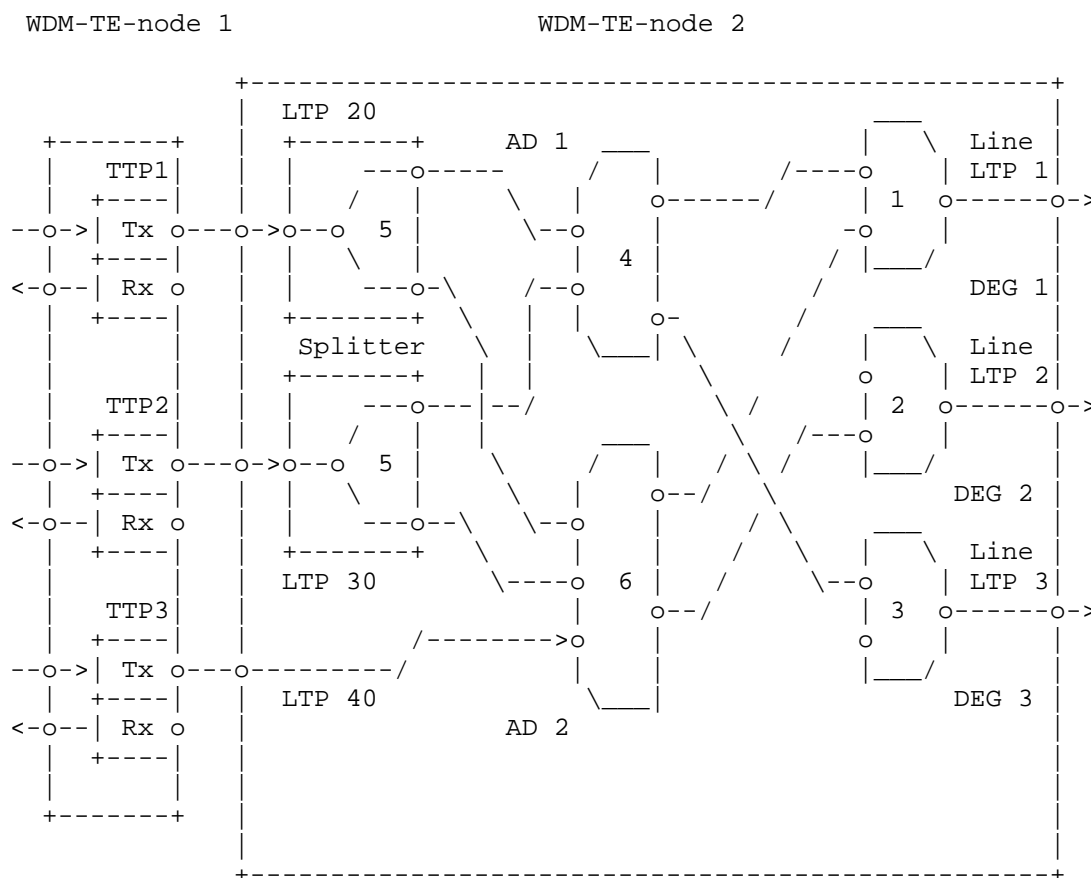 WDM-TE-node 1 WDM-TE-node 2
LTP 20
AD 1 Line
TTP1 LTP 1
1
Tx 5
4
Rx DEG 1
Splitter Line
LTP 2
TTP2 2
Tx 5
DEG 2
Rx
Line
LTP 30 6 LTP 3
TTP3 3
Tx
LTP 40 DEG 3
Rx AD 2